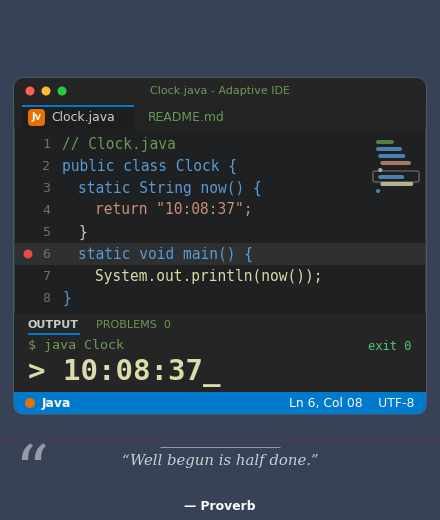 Clock.java - Adaptive IDE
Jv Clock.java README.md
1 // Clock.java
2 public class Clock {
3 static String now() {
4 return "10:08:37";
5 }
6 static void main() {
7 System.out.println(now());
8 }
OUTPUT PROBLEMS 0
$ java Clock exit 0
> 10:08:37_
Java Ln 6, Col 08 UTF-8
“Well begun is half done.”
— Proverb